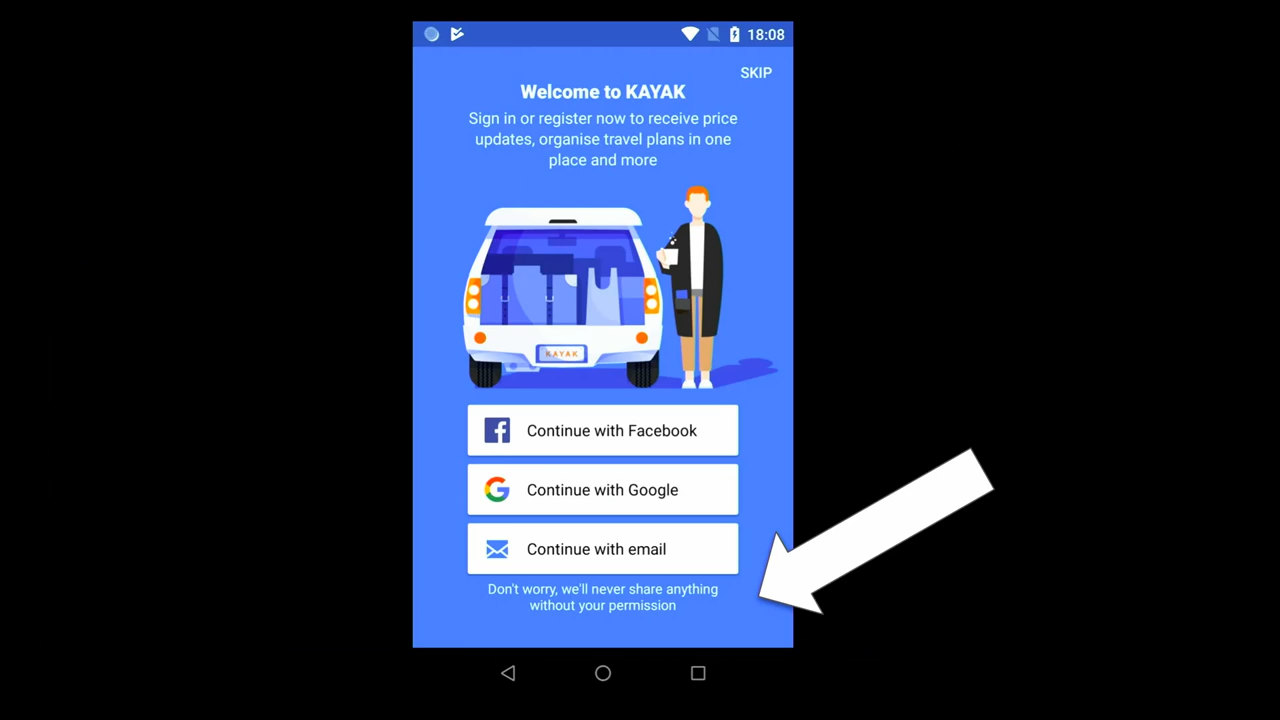 18:08
SKIP
Welcome to KAYAK
Sign in or register now to receive price
updates, organise travel plans in one
place and more
KAYAK
Continue with Facebook
Continue with Google
Continue with email
Don't worry, we'll never share anything
without your permission